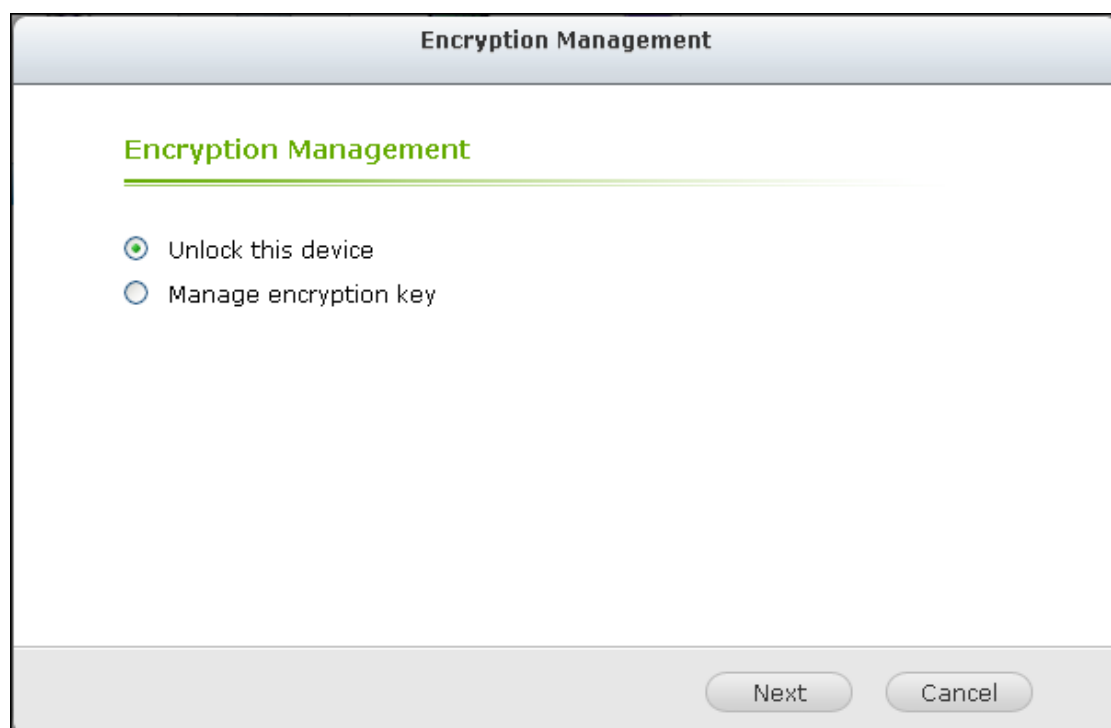 Encryption Management
Encryption Management
Unlock this device
Manage encryption key
Next Cancel